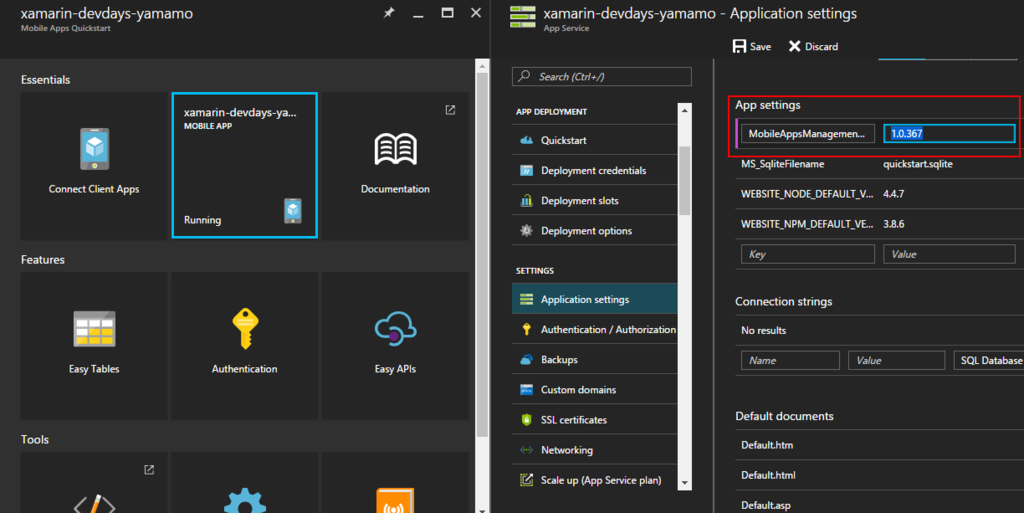 xamarin-devdays-yamamo
Mobile Apps Quickstart
Essentials
Connect Client Apps
xamarin-devdays-ya...
MOBILE APP
Running
Documentation
Features
Easy Tables
Authentication
Easy APIs
Tools
xamarin-devdays-yamamo - Application settings
App Service
Save
Discard
Search (Ctrl+/)
APP DEPLOYMENT
Quickstart
Deployment credentials
Deployment slots
Deployment options
SETTINGS
Application settings
Authentication / Authorization
Backups
Custom domains
SSL certificates
Networking
Scale up (App Service plan)
App settings
MobileAppsManagemen... 1.0.367
MS_SqliteFilename quickstart.sqlite
WEBSITE_NODE_DEFAULT_V... 4.4.7
WEBSITE_NPM_DEFAULT_VE... 3.8.6
Key Value
Connection strings
No results
Name Value SQL Database
Default documents
Default.htm
Default.html
Default.asp